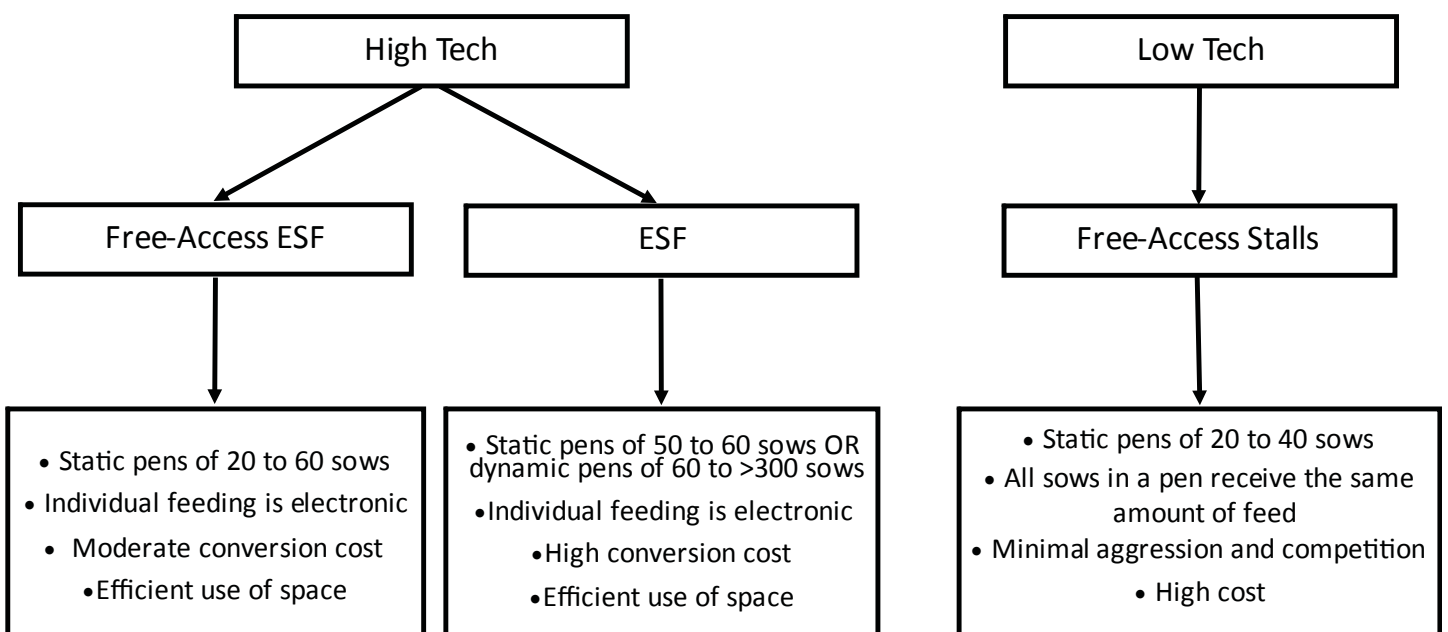 High Tech
Low Tech
Free-Access ESF
ESF
Free-Access Stalls
• Static pens of 20 to 60 sows
• Individual feeding is electronic
• Moderate conversion cost
•Efficient use of space
• Static pens of 50 to 60 sows OR
dynamic pens of 60 to >300 sows
•Individual feeding is electronic
•High conversion cost
•Efficient use of space
• Static pens of 20 to 40 sows
• All sows in a pen receive the same
amount of feed
• Minimal aggression and competition
• High cost